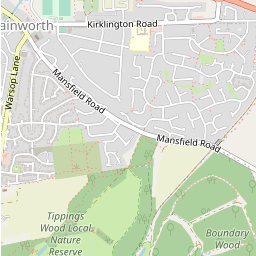 Kirklington Road
ainworth
Warsop Lane
Mansfield Road
Mansfield Road
Tippings
Wood Local
Nature
Reserve
Boundary
Wood